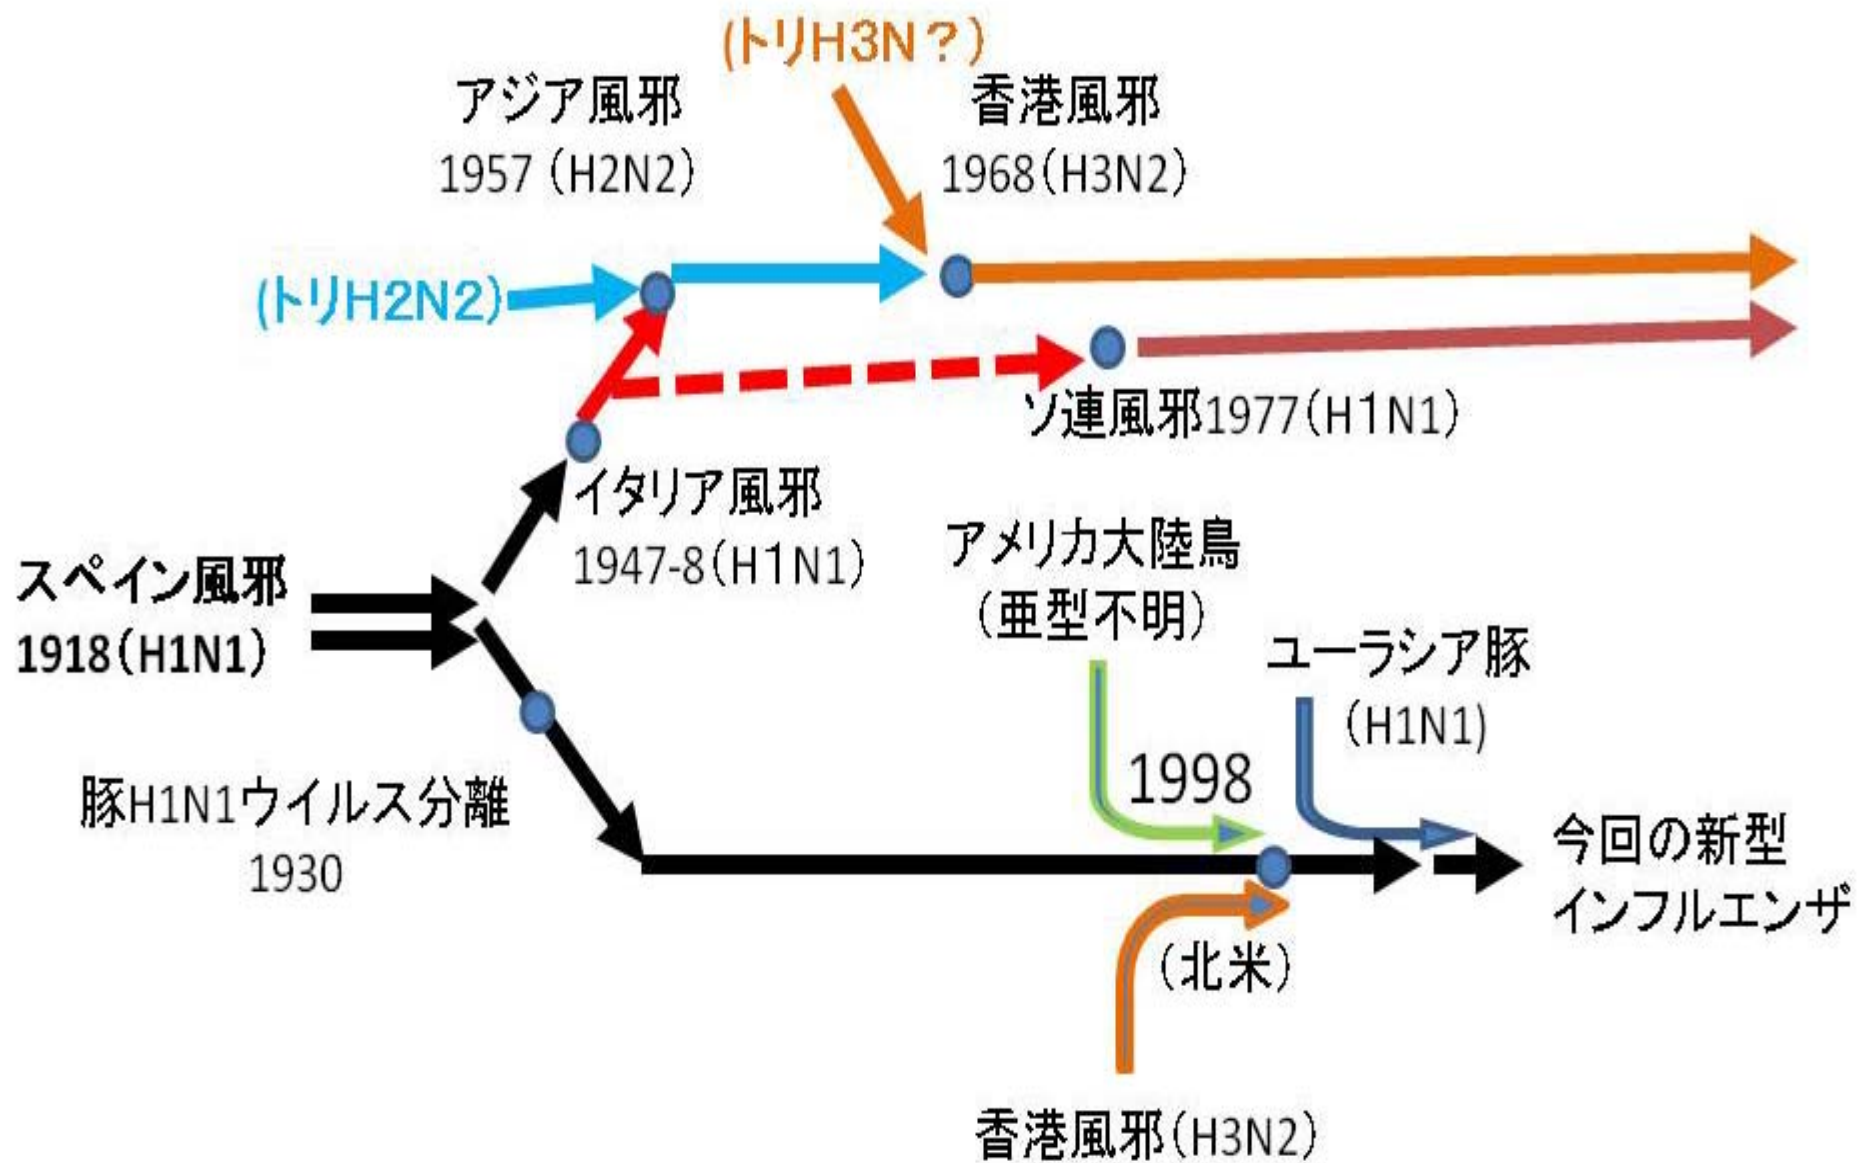 (トリH3N？)
アジア風邪
1957（H2N2）
香港風邪
1968（H3N2）
(トリH2N2)
ソ連風邪1977（H1N1）
イタリア風邪
1947-8（H1N1）
スペイン風邪
1918（H1N1）
アメリカ大陸鳥
（亜型不明）
ユーラシア豚
（H1N1)
1998
豚H1N1ウイルス分離
1930
今回の新型
インフルエンザ
（北米）
香港風邪（H3N2）